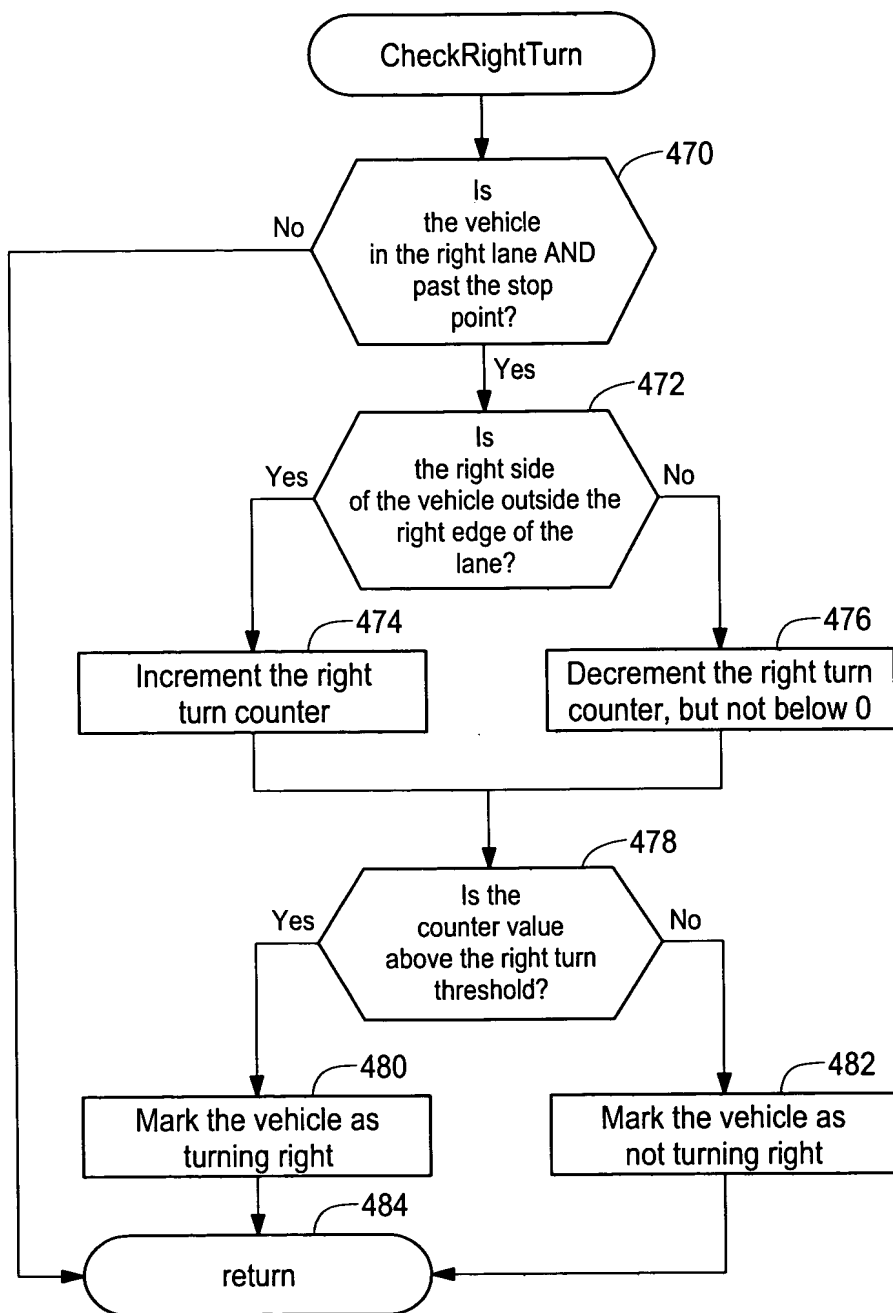 CheckRightTurn
470
Is
the vehicle
in the right lane AND
past the stop
point?
No
Yes
472
Is
the right side
of the vehicle outside the
right edge of the
lane?
Yes
No
474
Increment the right
turn counter
476
Decrement the right turn
counter, but not below 0
478
Is the
counter value
above the right turn
threshold?
Yes
No
480
Mark the vehicle as
turning right
482
Mark the vehicle as
not turning right
484
return